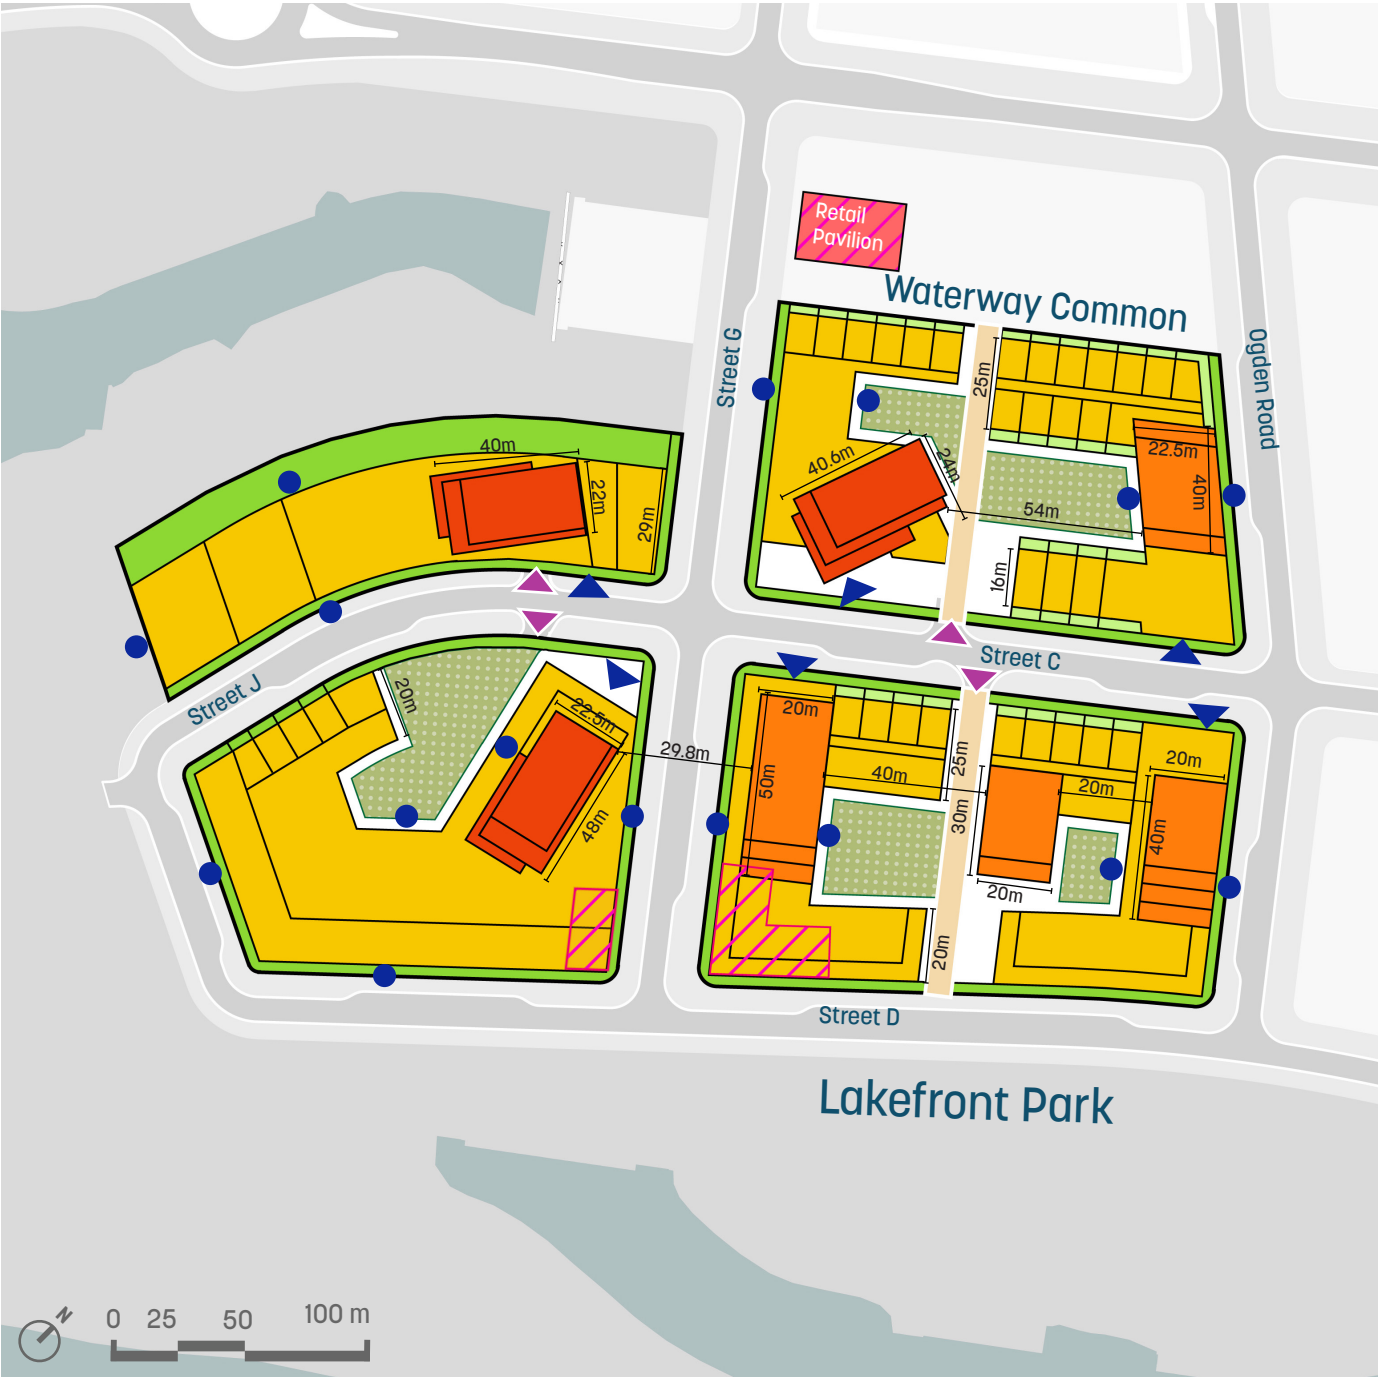 Retail
Pavilion
Waterway Common
Street G
Ogden Road
25m
40m
22m
29m
40.6m
24m
22.5m
40m
54m
16m
Street C
Street J
20m
22.5m
29.8m
48m
20m
50m
40m
25m
30m
20m
20m
40m
20m
20m
Street D
Lakefront Park
N
0 25 50 100 m